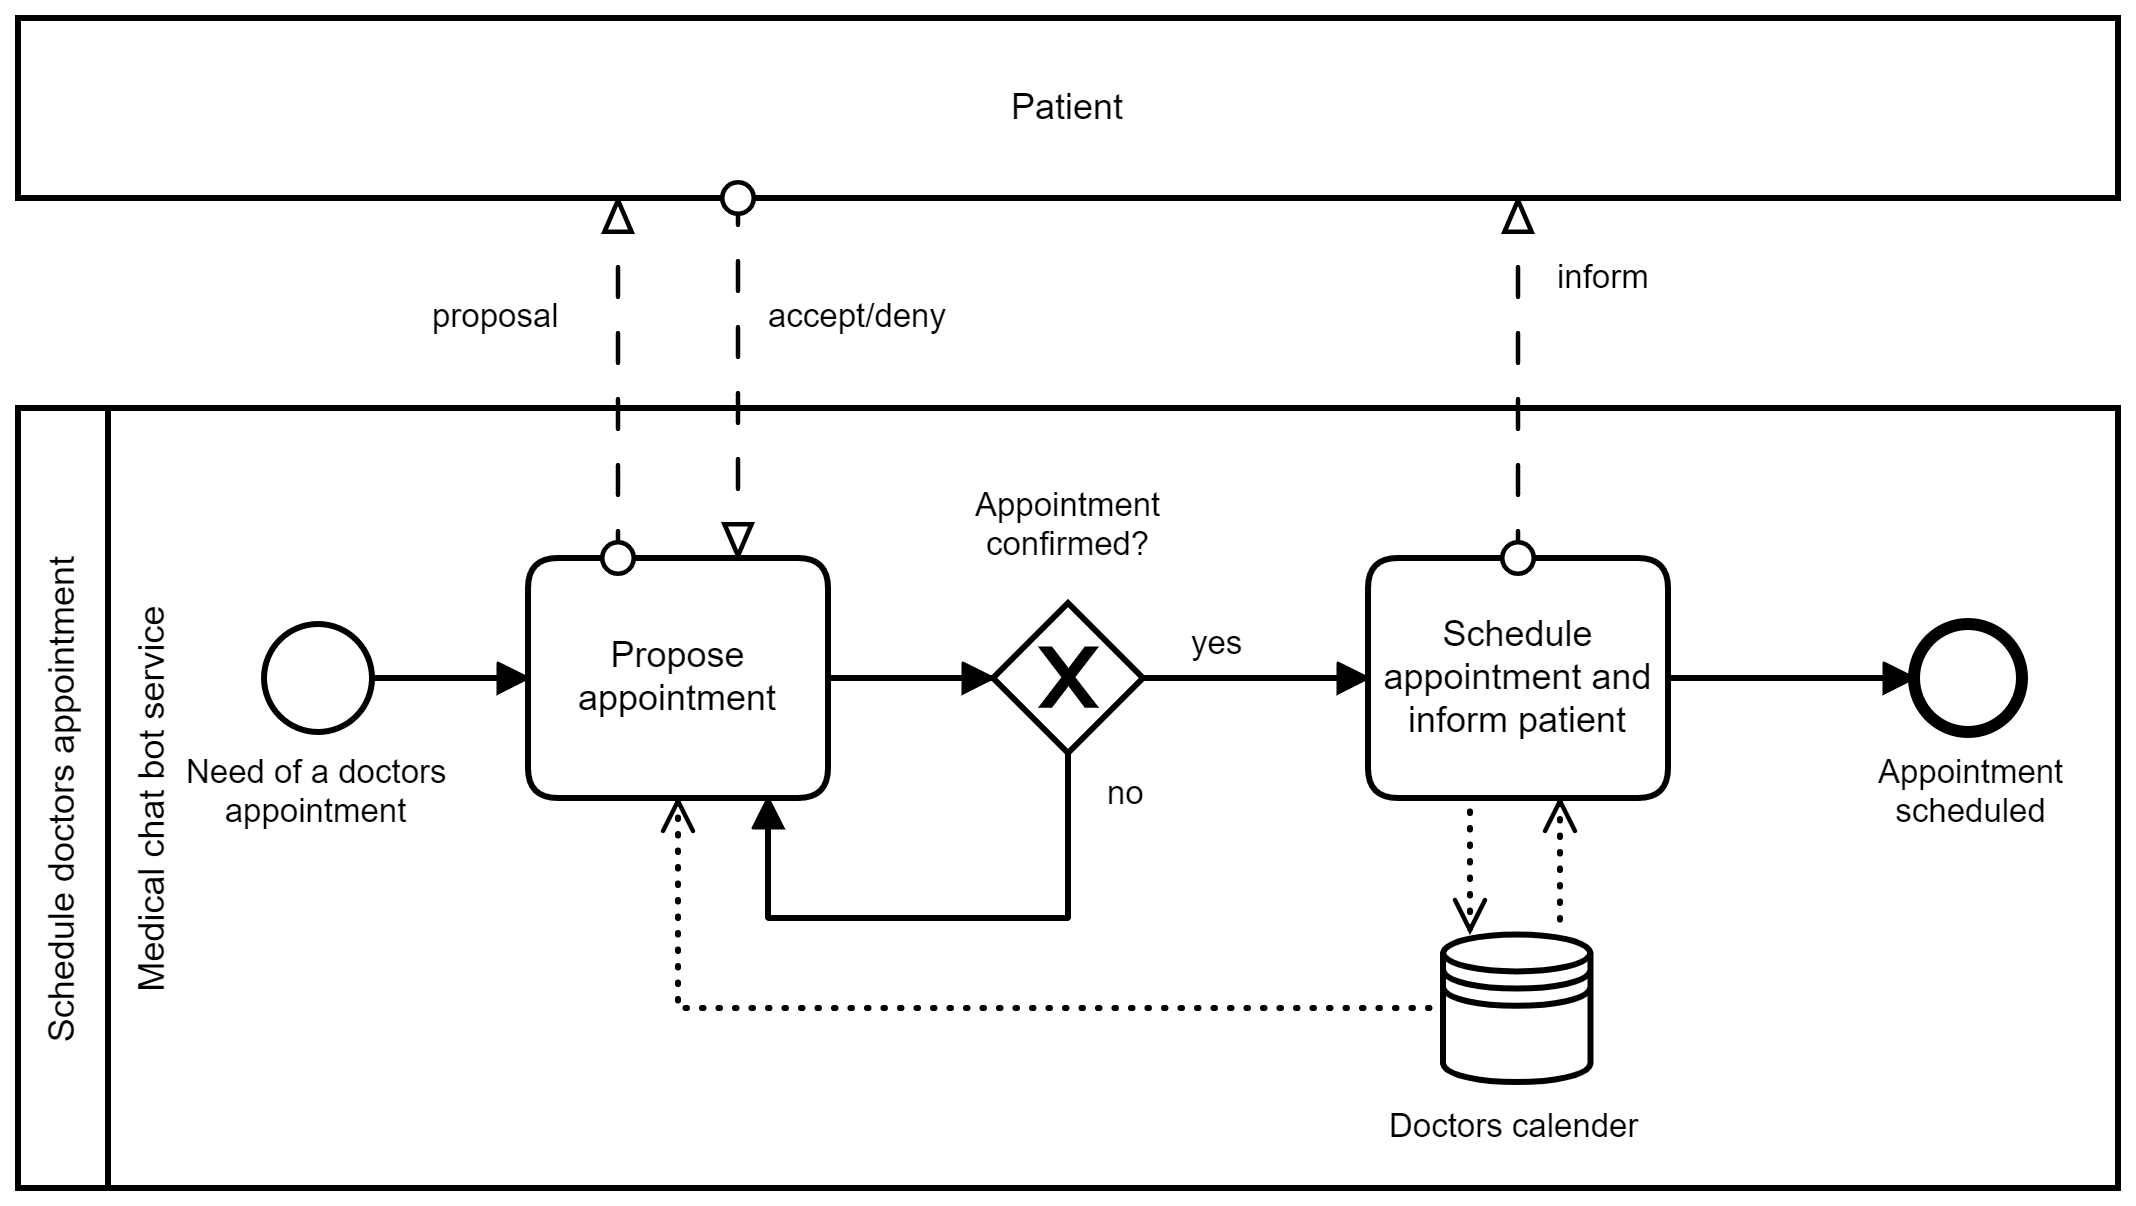 Patient
proposal
accept/deny
inform
Schedule doctors appointment
Medical chat bot service
Need of a doctors
appointment
Propose
appointment
Appointment
confirmed?
X
yes
no
Schedule
appointment and
inform patient
Appointment
scheduled
Doctors calender